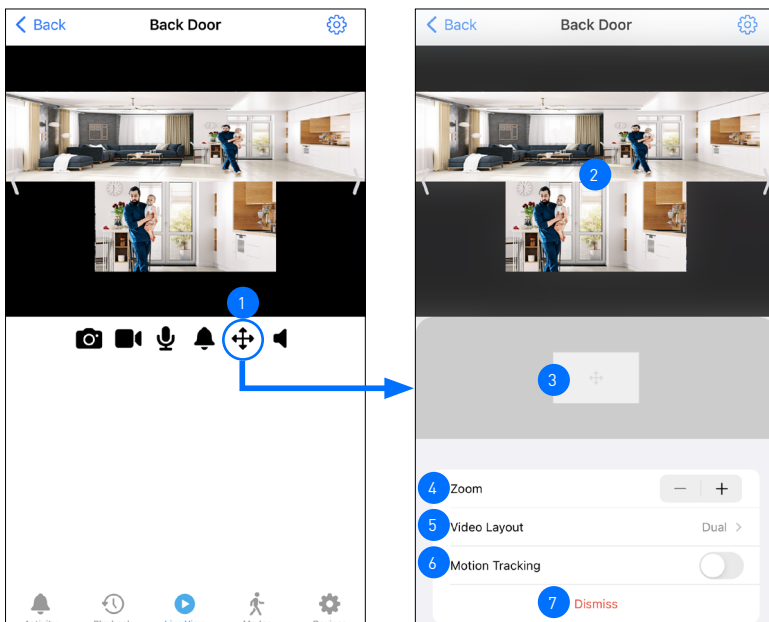 Back
Back Door
1
Back
Back Door
2
3
4 Zoom − +
5 Video Layout Dual >
6 Motion Tracking
7 Dismiss